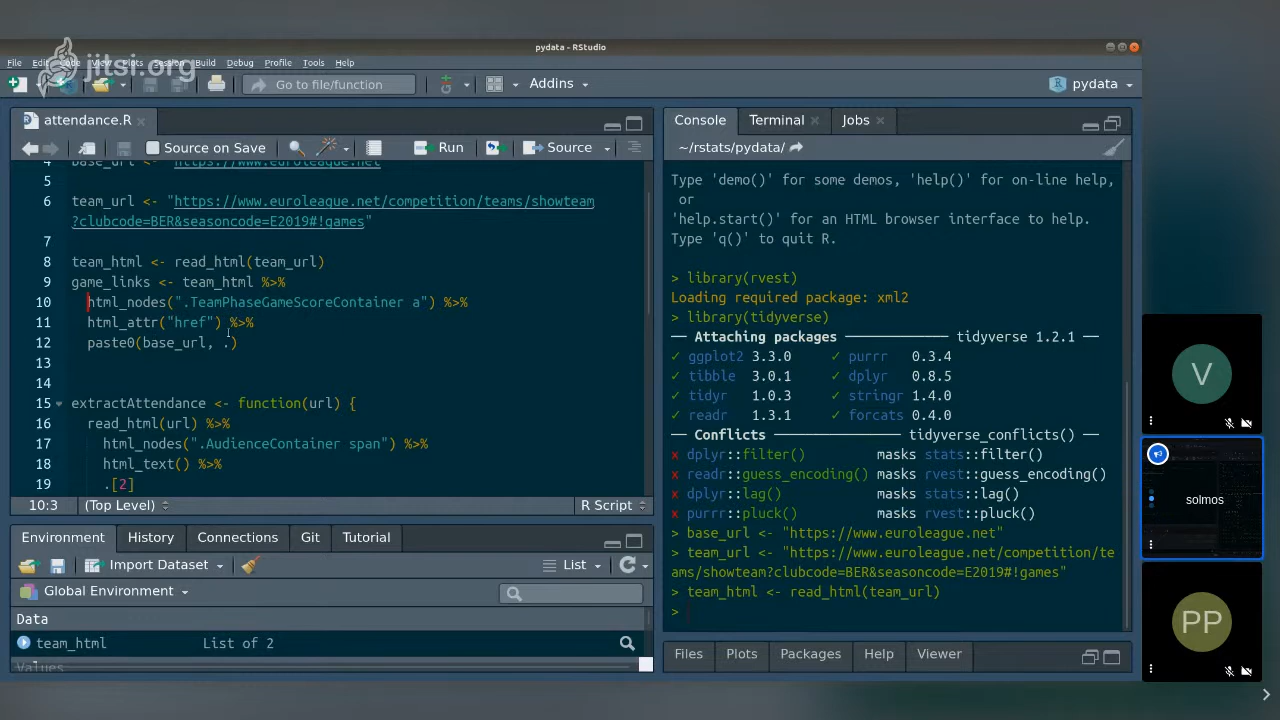 pydata - RStudio
jitsi.org
File Edit Code View Plots Session Build Debug Profile Tools Help
Go to file/function
Addins
pydata
attendance.R
Source on Save
Run
Source
4 base_url <- "https://www.euroleague.net"
5
6 team_url <- "https://www.euroleague.net/competition/teams/showteam
?clubcode=BER&seasoncode=E2019#!games"
7
8 team_html <- read_html(team_url)
9 game_links <- team_html %>%
10 html_nodes(".TeamPhaseGameScoreContainer a") %>%
11 html_attr("href") %>%
12 paste0(base_url, .)
13
14
15 extractAttendance <- function(url) {
16 read_html(url) %>%
17 html_nodes(".AudienceContainer span") %>%
18 html_text() %>%
19 .[2]
10:3 (Top Level) R Script
Environment History Connections Git Tutorial
Import Dataset List
Global Environment
Data
team_html List of 2
Values
Console Terminal Jobs
~/rstats/pydata/
Type 'demo()' for some demos, 'help()' for on-line help,
or
'help.start()' for an HTML browser interface to help.
Type 'q()' to quit R.
> library(rvest)
Loading required package: xml2
> library(tidyverse)
── Attaching packages ──────────── tidyverse 1.2.1 ──
✓ ggplot2 3.3.0 ✓ purrr 0.3.4
✓ tibble 3.0.1 ✓ dplyr 0.8.5
✓ tidyr 1.0.3 ✓ stringr 1.4.0
✓ readr 1.3.1 ✓ forcats 0.4.0
── Conflicts ──────────── tidyverse_conflicts() ──
x dplyr::filter() masks stats::filter()
x readr::guess_encoding() masks rvest::guess_encoding()
x dplyr::lag() masks stats::lag()
x purrr::pluck() masks rvest::pluck()
> base_url <- "https://www.euroleague.net"
> team_url <- "https://www.euroleague.net/competition/te
ams/showteam?clubcode=BER&seasoncode=E2019#!games"
> team_html <- read_html(team_url)
>
Files Plots Packages Help Viewer
V
solmos
PP